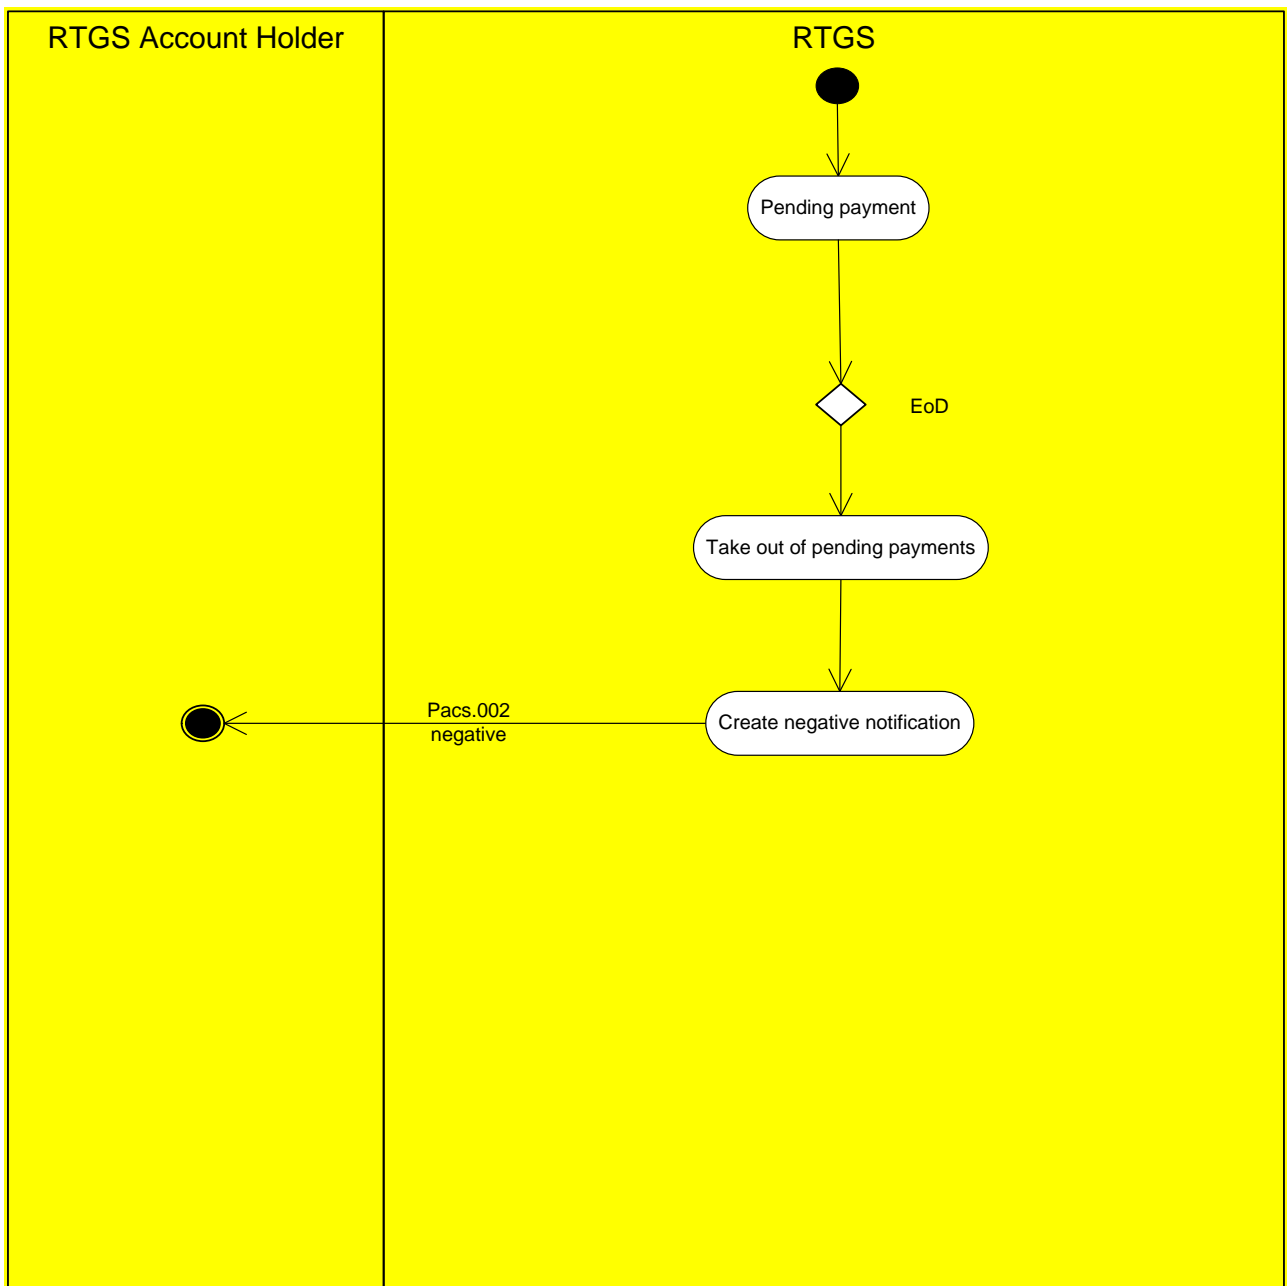 RTGS Account Holder
RTGS
Pending payment
EoD
Take out of pending payments
Pacs.002
negative
Create negative notification